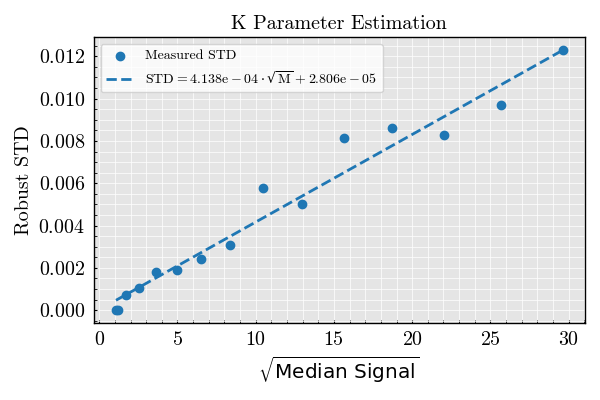 K Parameter Estimation
Measured STD
STD = 4.138e − 04 · √M + 2.806e − 05
Robust STD
0.012
0.010
0.008
0.006
0.004
0.002
0.000
0 5 10 15 20 25 30
√Median Signal